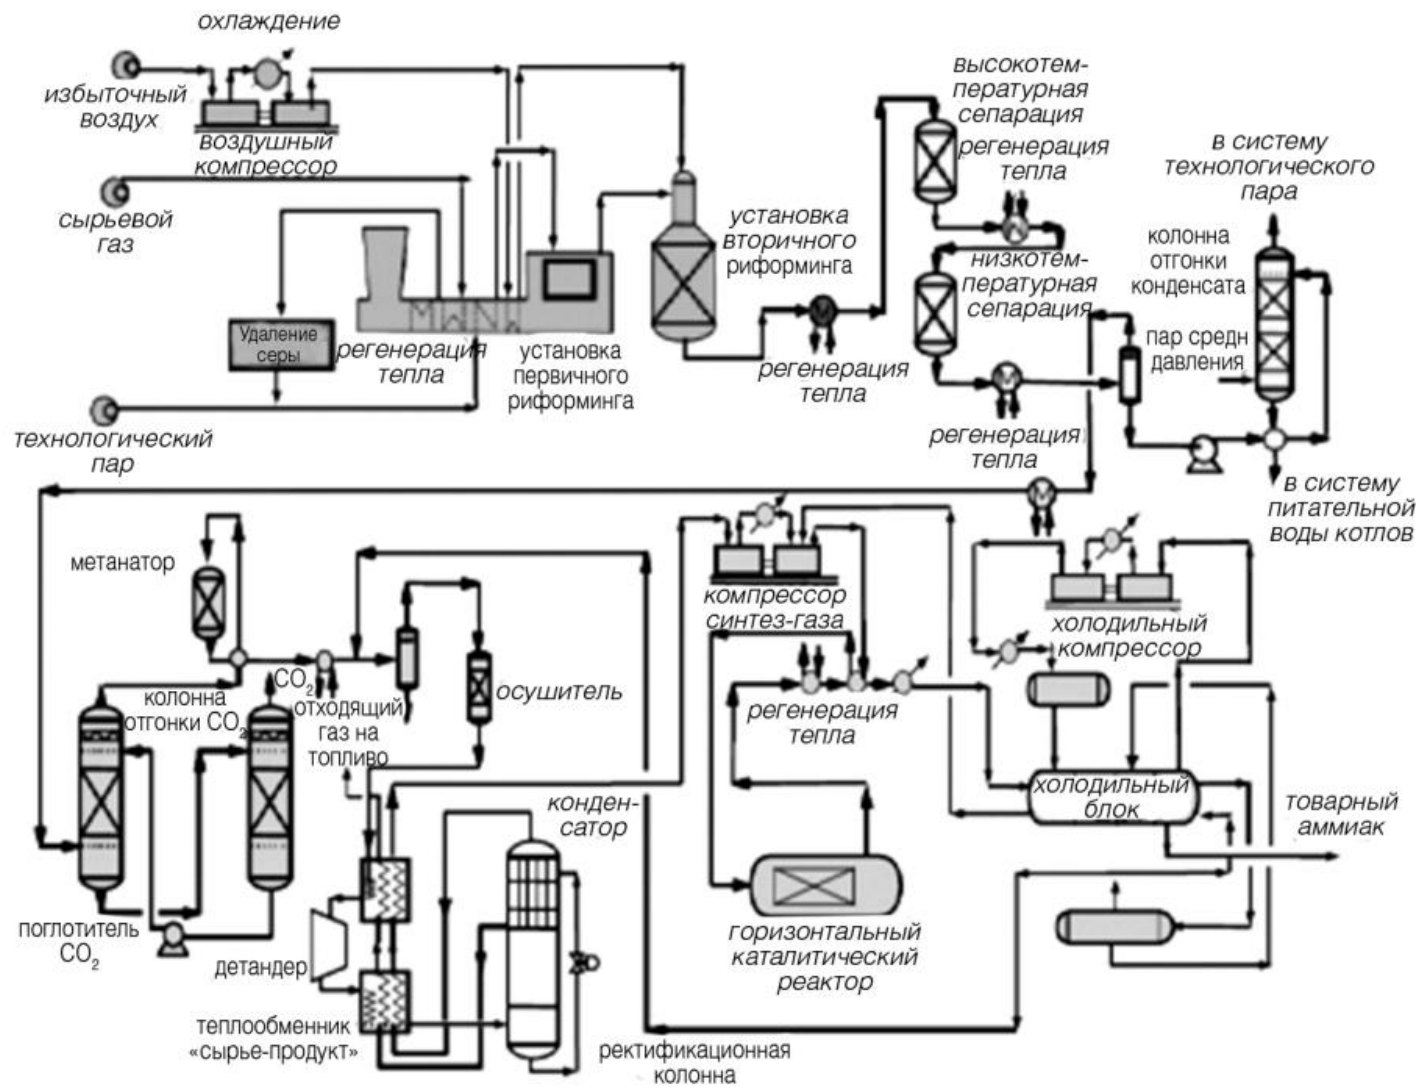 охлаждение
избыточный
воздух
воздушный
компрессор
сырьевой
газ
Удаление
серы
регенерация
тепла
установка
первичного
риформинга
технологический
пар
установка
вторичного
риформинга
регенерация
тепла
высокотем-
пературная
сепарация
регенерация
тепла
низкотем-
пературная
сепарация
регенерация
тепла
в систему
технологического
пара
колонна
отгонки
конденсата
пар средн
давления
в систему
питательной
воды котлов
метанатор
колонна
отгонки CO2
CO2
отходящий
газ на
топливо
осушитель
поглотитель
CO2
детандер
теплообменник
«сырье-продукт»
конден-
сатор
ректификационная
колонна
компрессор
синтез-газа
регенерация
тепла
горизонтальный
каталитический
реактор
холодильный
компрессор
холодильный
блок
товарный
аммиак